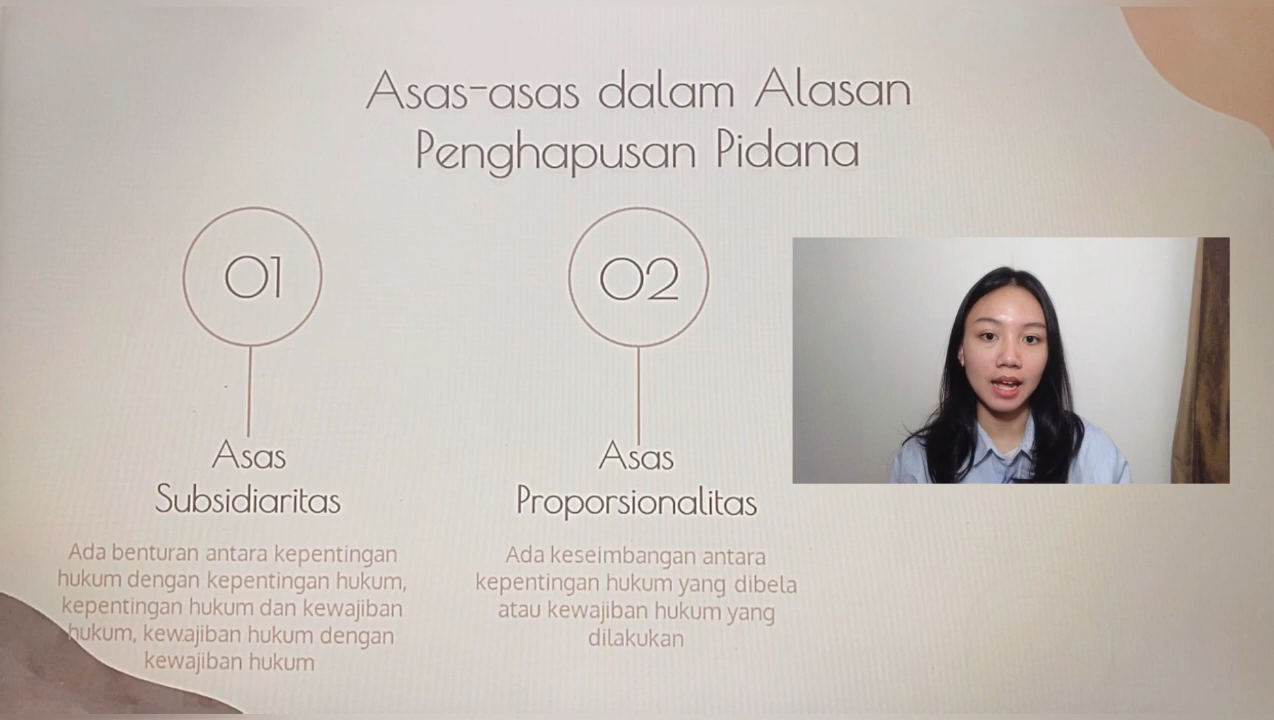 Asas-asas dalam Alasan
Penghapusan Pidana
01
Asas
Subsidiaritas
Ada benturan antara kepentingan
hukum dengan kepentingan hukum,
kepentingan hukum dan kewajiban
hukum, kewajiban hukum dengan
kewajiban hukum
02
Asas
Proporsionalitas
Ada keseimbangan antara
kepentingan hukum yang dibela
atau kewajiban hukum yang
dilakukan